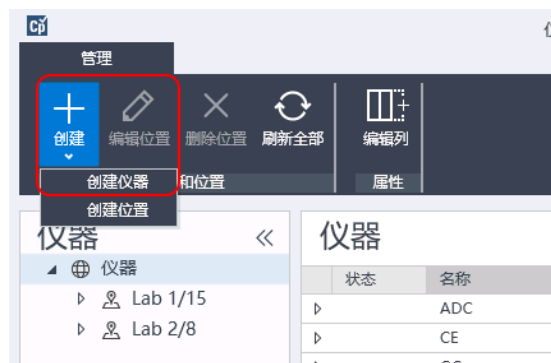 Cp
管理
创建 编辑位置 删除位置 刷新全部 编辑列
创建仪器 和位置 属性
创建位置
仪器 仪器
仪器 状态 名称
Lab 1/15 ADC
Lab 2/8 CE